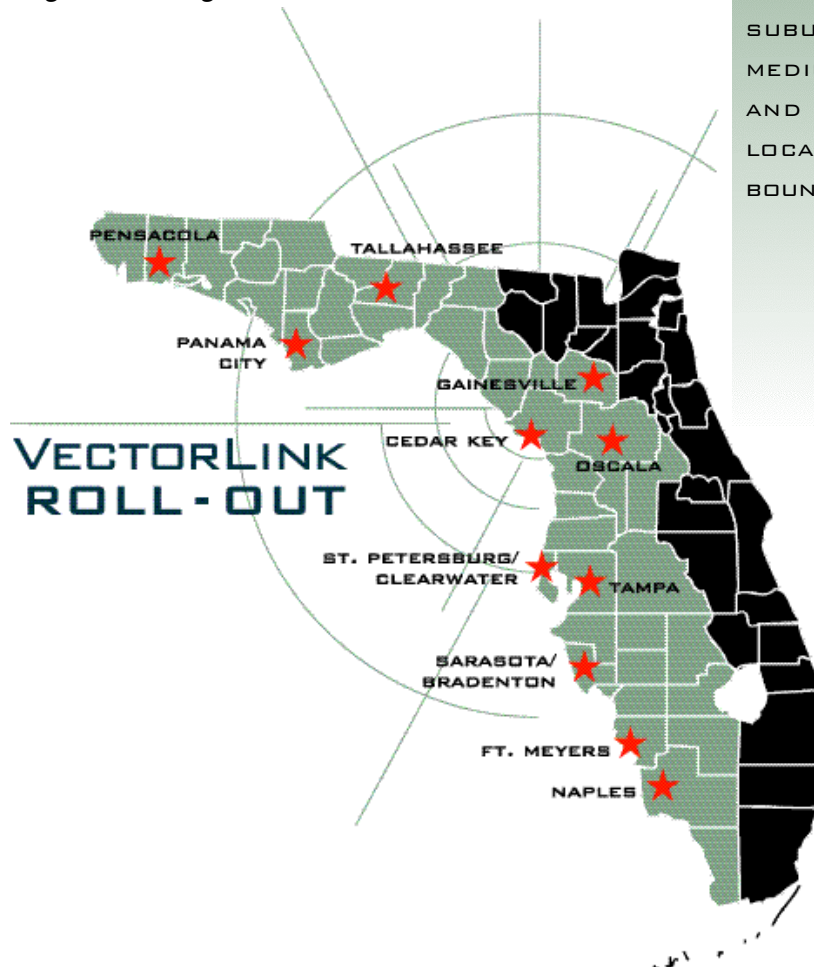 SUBU
MEDI
AND
LOCA
BOUN
PENSACOLA
TALLAHASSEE
PANAMA
CITY
GAINESVILLE
CEDAR KEY
OSCALA
VECTORLINK
ROLL-OUT
ST. PETERSBURG/
CLEARWATER
TAMPA
SARASOTA/
BRADENTON
FT. MEYERS
NAPLES